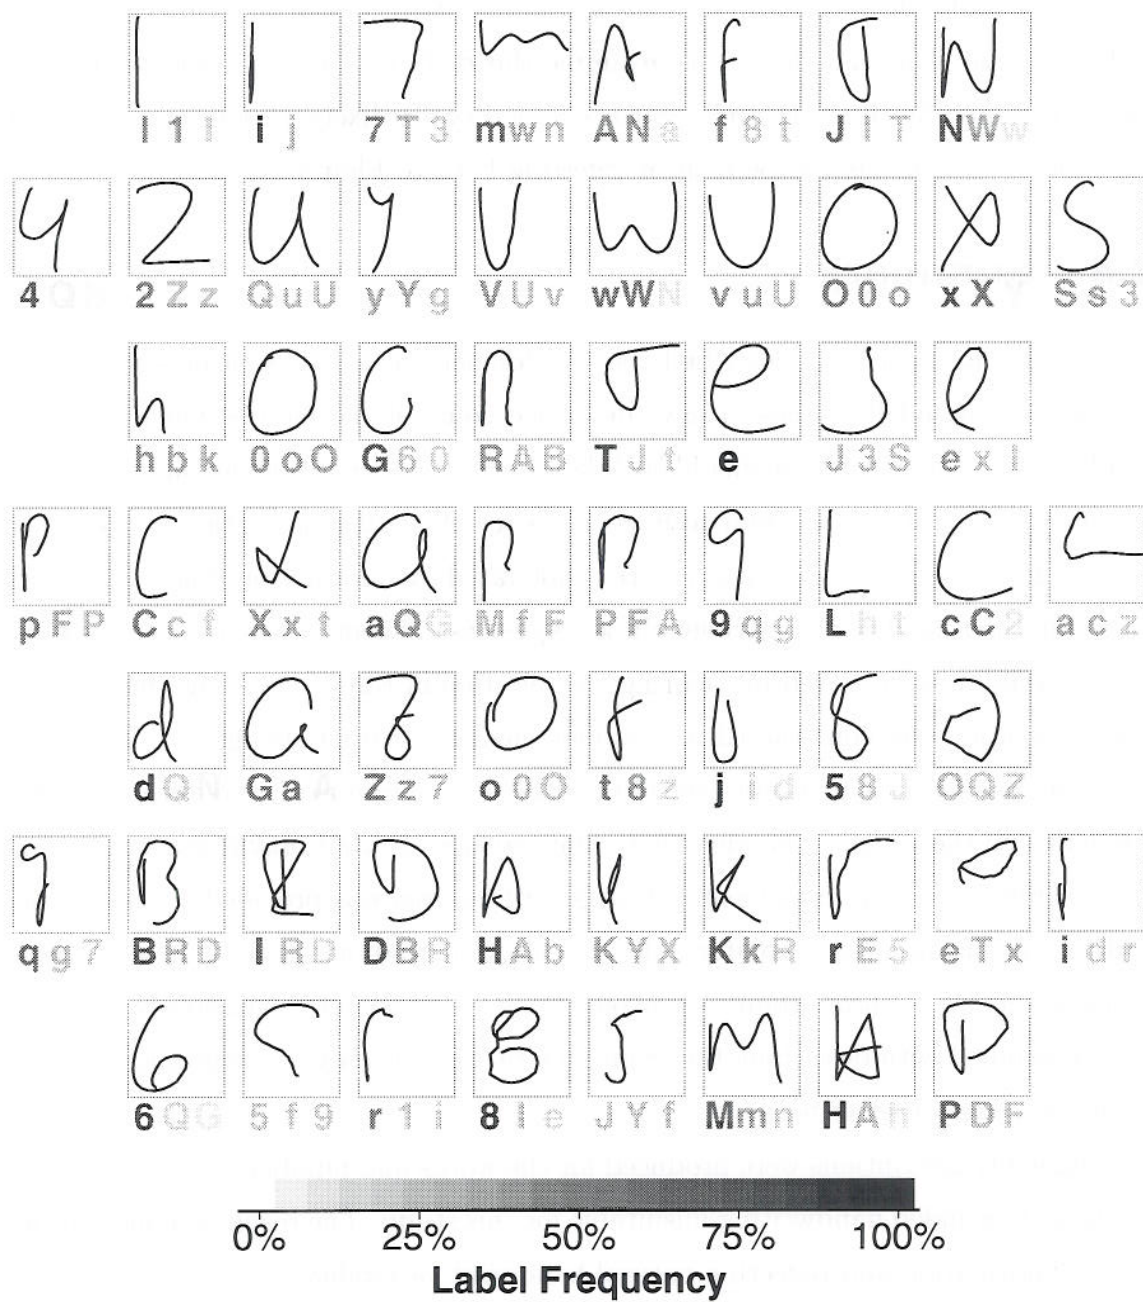 l 1 I i j 7 T 3 m w n A N a f 8 t J I T N W w
4 Q 2 Z z Q u U y Y g V U v w W N v u U O 0 o x X S s 3
h b k 0 o O G 6 0 R A B T J t e J 3 S e x l
p F P C c f X x t a Q G M f F P F A 9 q g L h t c C 2 a c z
d Q N G a Z z 7 o 0 O t 8 z j i d 5 8 J O Q Z
q g 7 B R D I R D D B R H A b K Y X K k R r E 5 e T x i d r
6 Q G 5 f 9 r 1 i 8 I e J Y f M m n H A h P D F
0% 25% 50% 75% 100%
Label Frequency